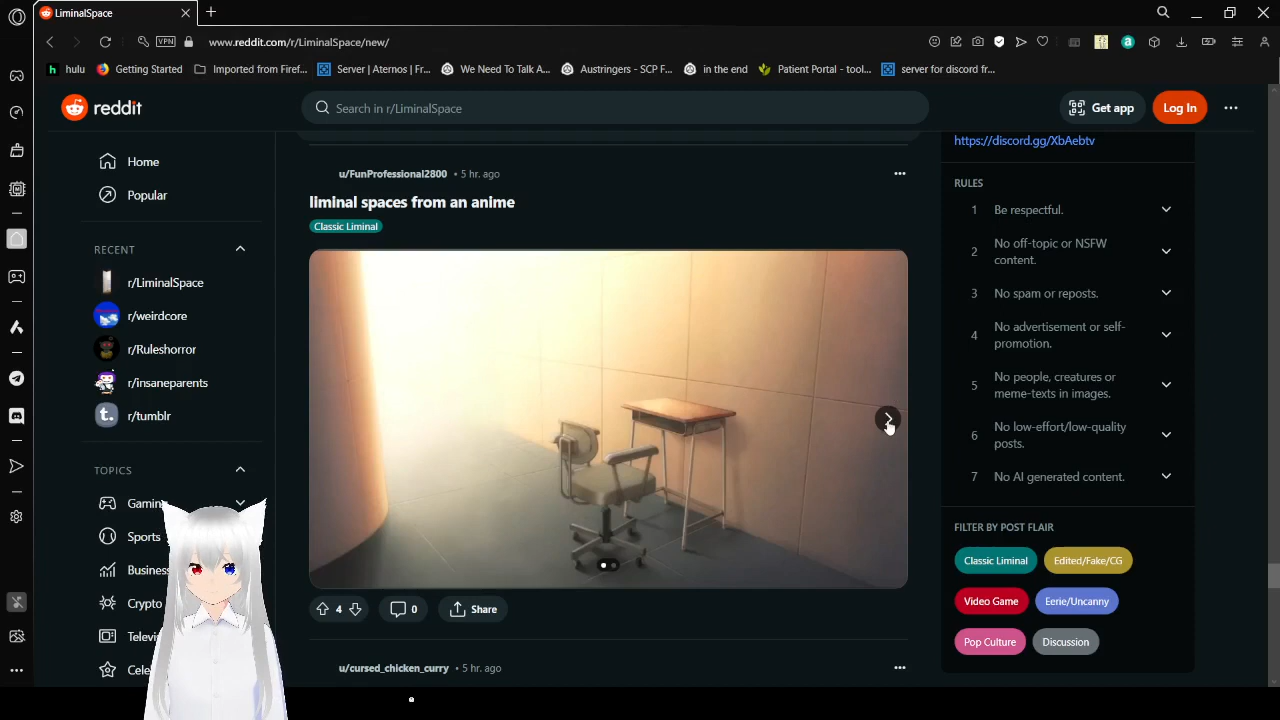 LiminalSpace
VPN
www.reddit.com/r/LiminalSpace/new/
hulu
Getting Started
Imported from Firef...
Server | Aternos | Fr...
We Need To Talk A...
Austringers - SCP F...
in the end
Patient Portal - tool...
server for discord fr...
reddit
Search in r/LiminalSpace
Get app
Log In
Home
Popular
RECENT
r/LiminalSpace
r/weirdcore
r/Ruleshorror
r/insaneparents
r/tumblr
TOPICS
Gaming
Sports
Business
Crypto
Televi
Cele
u/FunProfessional2800 • 5 hr. ago
liminal spaces from an anime
Classic Liminal
4
0
Share
u/cursed_chicken_curry • 5 hr. ago
https://discord.gg/XbAebtv
RULES
1 Be respectful.
2 No off-topic or NSFW
content.
3 No spam or reposts.
4 No advertisement or self-
promotion.
5 No people, creatures or
meme-texts in images.
6 No low-effort/low-quality
posts.
7 No AI generated content.
FILTER BY POST FLAIR
Classic Liminal
Edited/Fake/CG
Video Game
Eerie/Uncanny
Pop Culture
Discussion